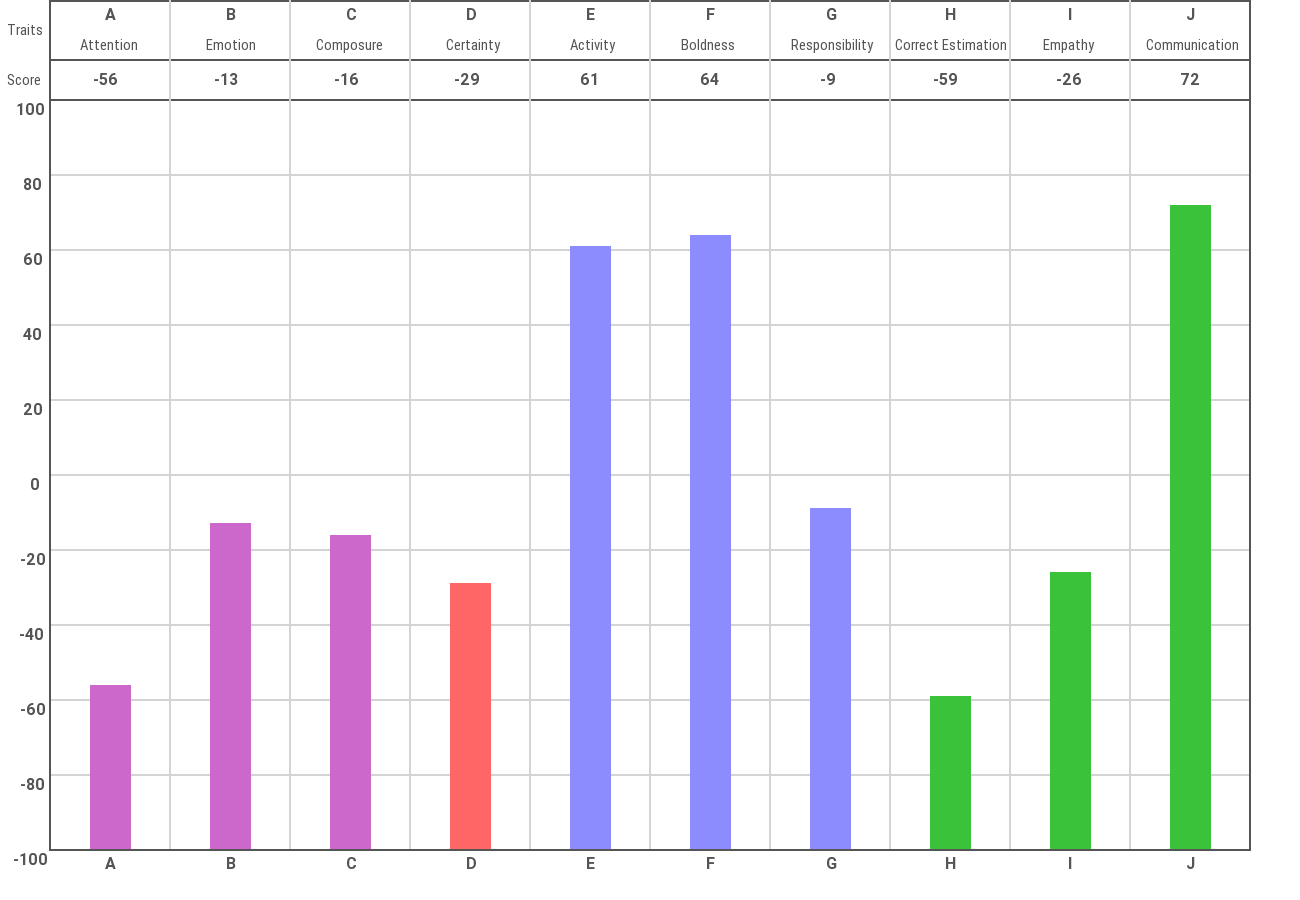 Traits A B C D E F G H I J
Attention Emotion Composure Certainty Activity Boldness Responsibility Correct Estimation Empathy Communication
Score -56 -13 -16 -29 61 64 -9 -59 -26 72
100
80
60
40
20
0
-20
-40
-60
-80
-100
A B C D E F G H I J